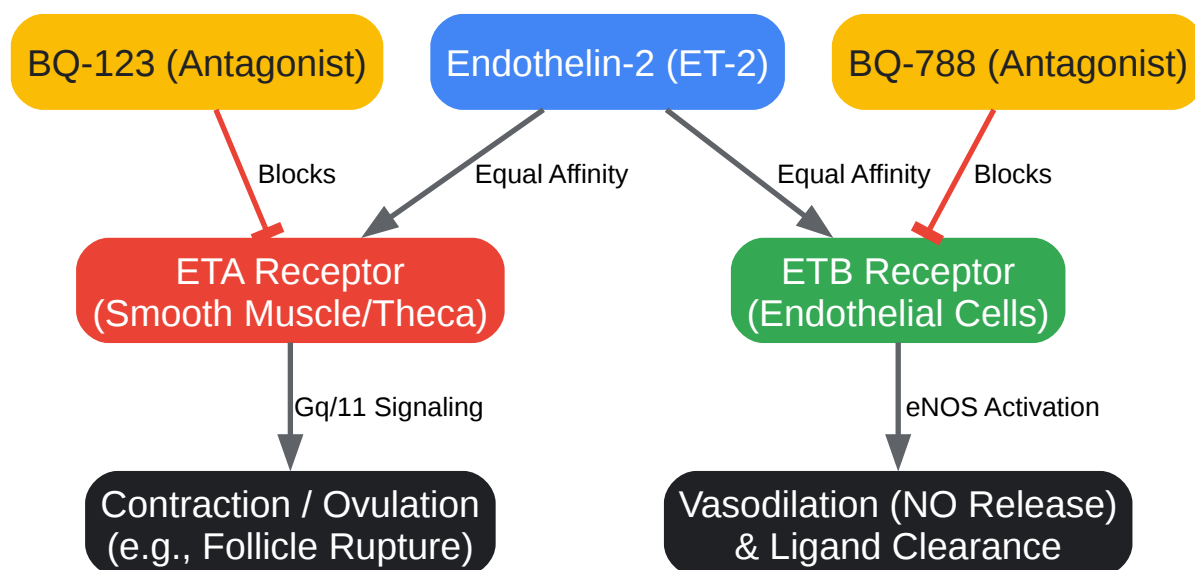 BQ-123 (Antagonist)
Endothelin-2 (ET-2)
BQ-788 (Antagonist)
Blocks
Equal Affinity
Equal Affinity
Blocks
ETA Receptor
(Smooth Muscle/Theca)
ETB Receptor
(Endothelial Cells)
Gq/11 Signaling
eNOS Activation
Contraction / Ovulation
(e.g., Follicle Rupture)
Vasodilation (NO Release)
& Ligand Clearance